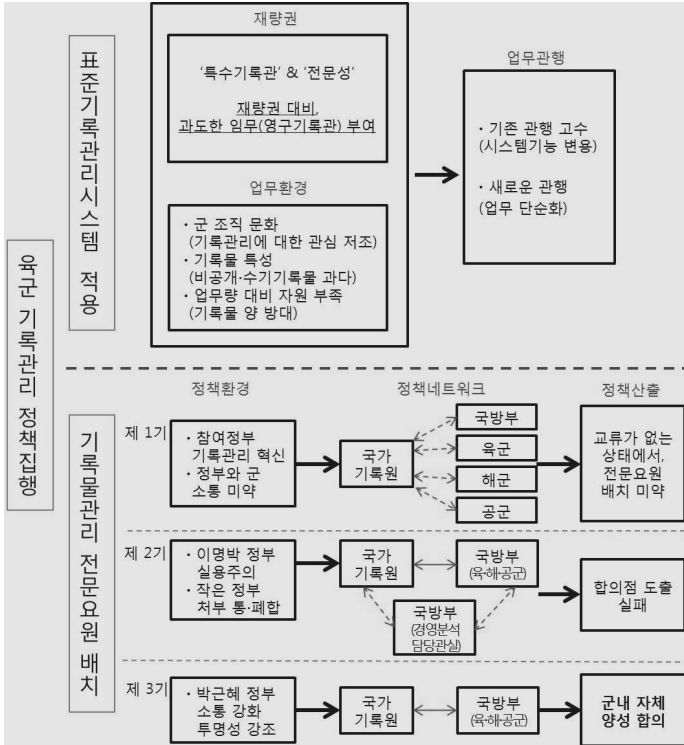 육군 기록관리 정책집행
표준기록관리시스템 적용
재량권
‘특수기록관’ & ‘전문성’
재량권 대비,
과도한 임무(영구기록관) 부여
업무환경
· 군 조직 문화
(기록관리에 대한 관심 저조)
· 기록물 특성
(비공개·수기기록물 과다)
· 업무량 대비 자원 부족
(기록물 양 방대)
업무관행
· 기존 관행 고수
(시스템기능 변용)
· 새로운 관행
(업무 단순화)
기록물관리 전문요원 배치
정책환경
정책네트워크
정책산출
제 1기
· 참여정부
기록관리 혁신
· 정부와 군
소통 미약
국가
기록원
국방부
육군
해군
공군
교류가 없는
상태에서,
전문요원
배치 미약
제 2기
· 이명박 정부
실용주의
· 작은 정부
처부 통·폐합
국가
기록원
국방부
(육·해·공군)
국방부
(경영분석
담당관실)
합의점 도출
실패
제 3기
· 박근혜 정부
소통 강화
투명성 강조
국가
기록원
국방부
(육·해·공군)
군내 자체
양성 합의